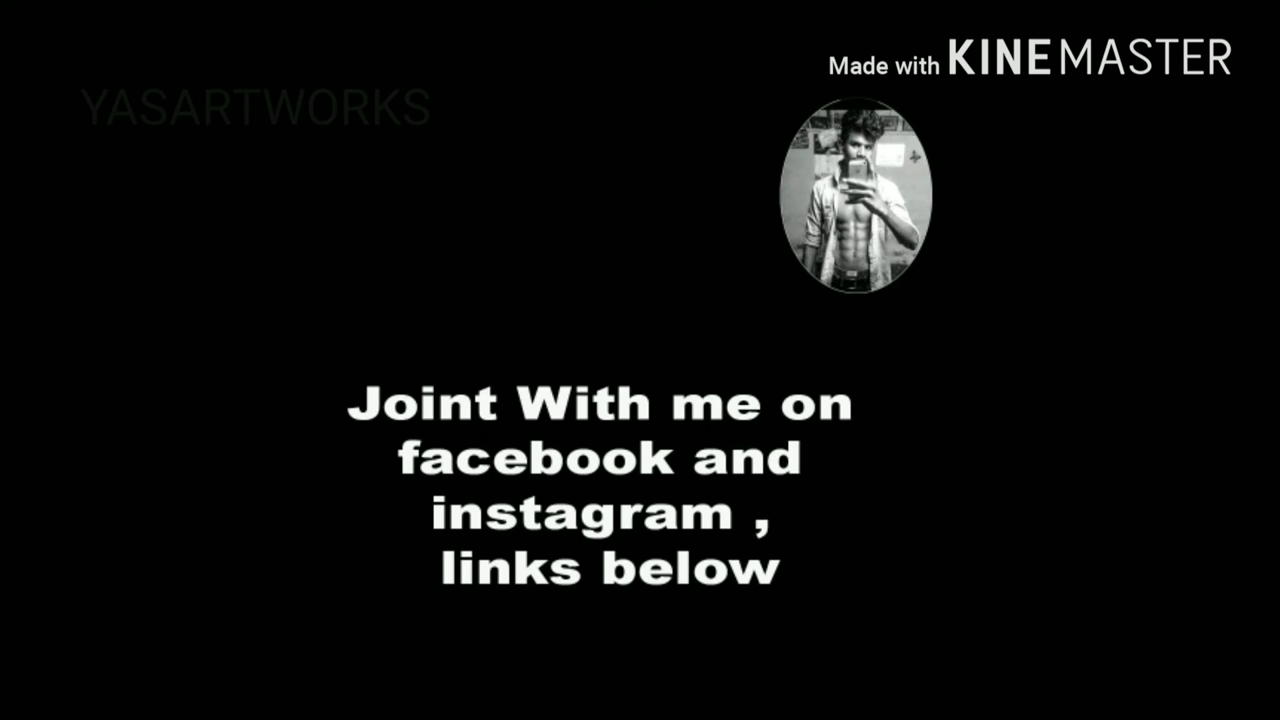 Made with KINEMASTER
YASARTWORKS
Joint With me on
facebook and
instagram ,
links below